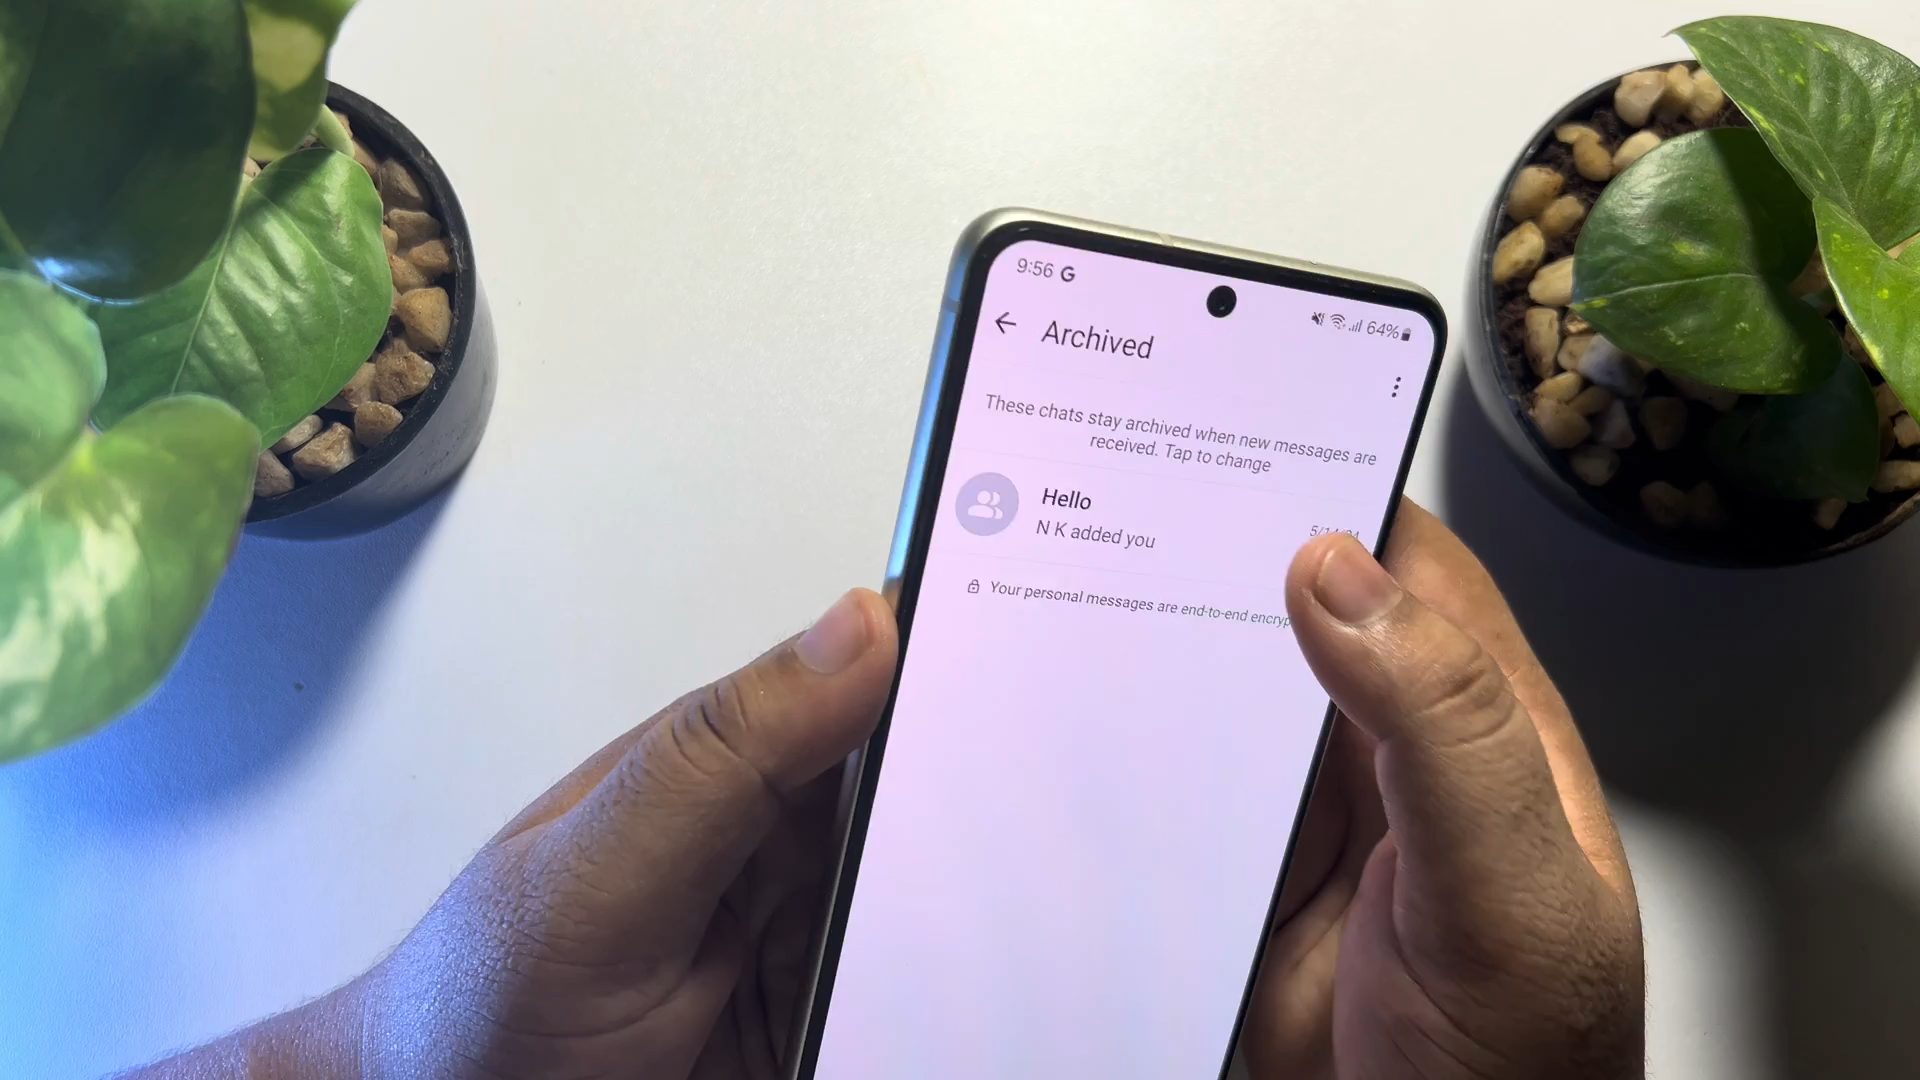 9:56 G
64%
Archived
These chats stay archived when new messages are
received. Tap to change
Hello
N K added you
Your personal messages are end-to-end